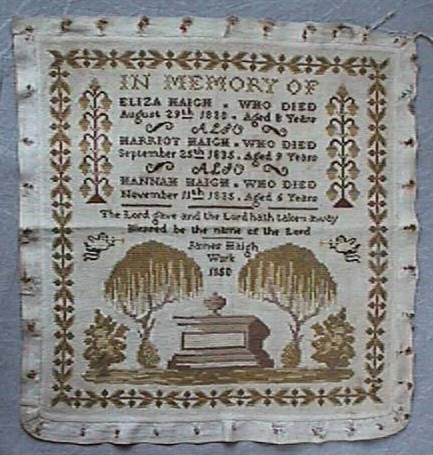 IN MEMORY OF
ELIZA HAIGH. WHO DIED
August 29th 1828. Aged 8 Years
ALSO
HARRIOT HAIGH. WHO DIED
September 25th 1835. Aged 9 Years
ALSO
HANNAH HAIGH. WHO DIED
November 11th 1835. Aged 6 Years
The Lord gave and the Lord hath taken away
Blessed be the name of the Lord
James Haigh
Work
1850